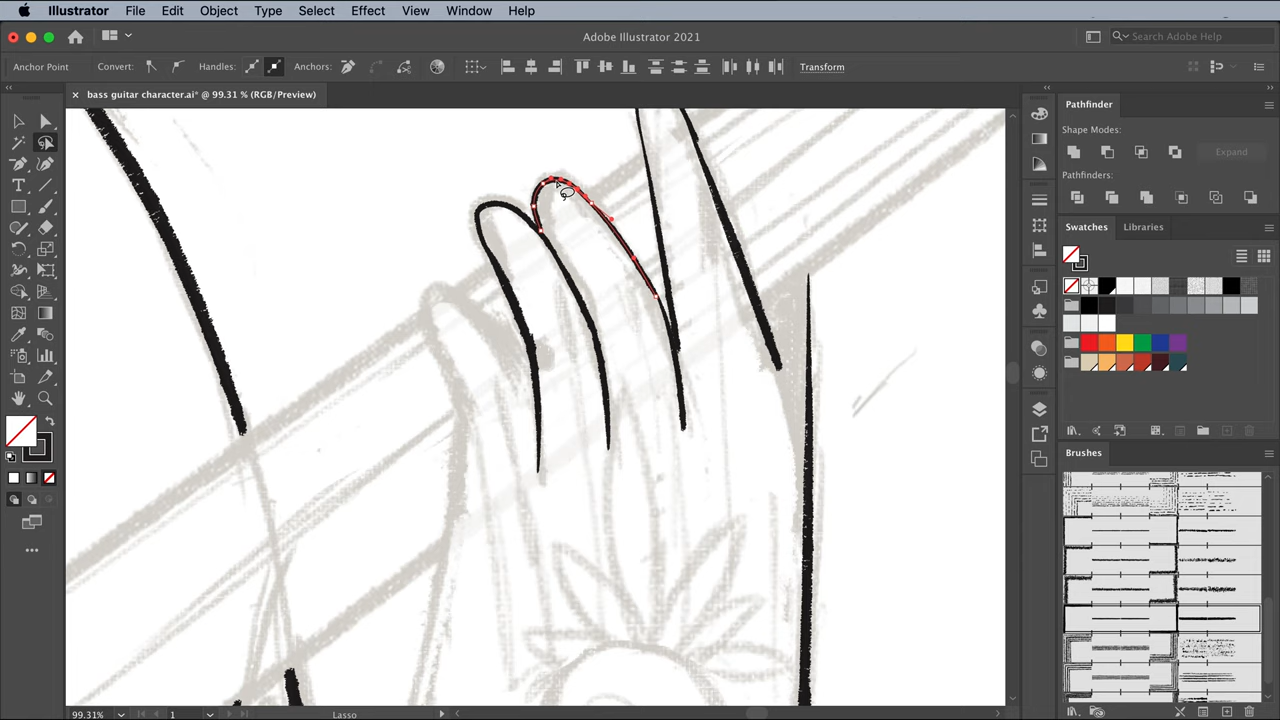 Illustrator File Edit Object Type Select Effect View Window Help
Adobe Illustrator 2021
Search Adobe Help
Anchor Point Convert: Handles: Anchors: Transform
× bass guitar character.ai* @ 99.31 % (RGB/Preview)
Pathfinder
Shape Modes:
Expand
Pathfinders:
Swatches Libraries
Brushes
99.31% 1 Lasso